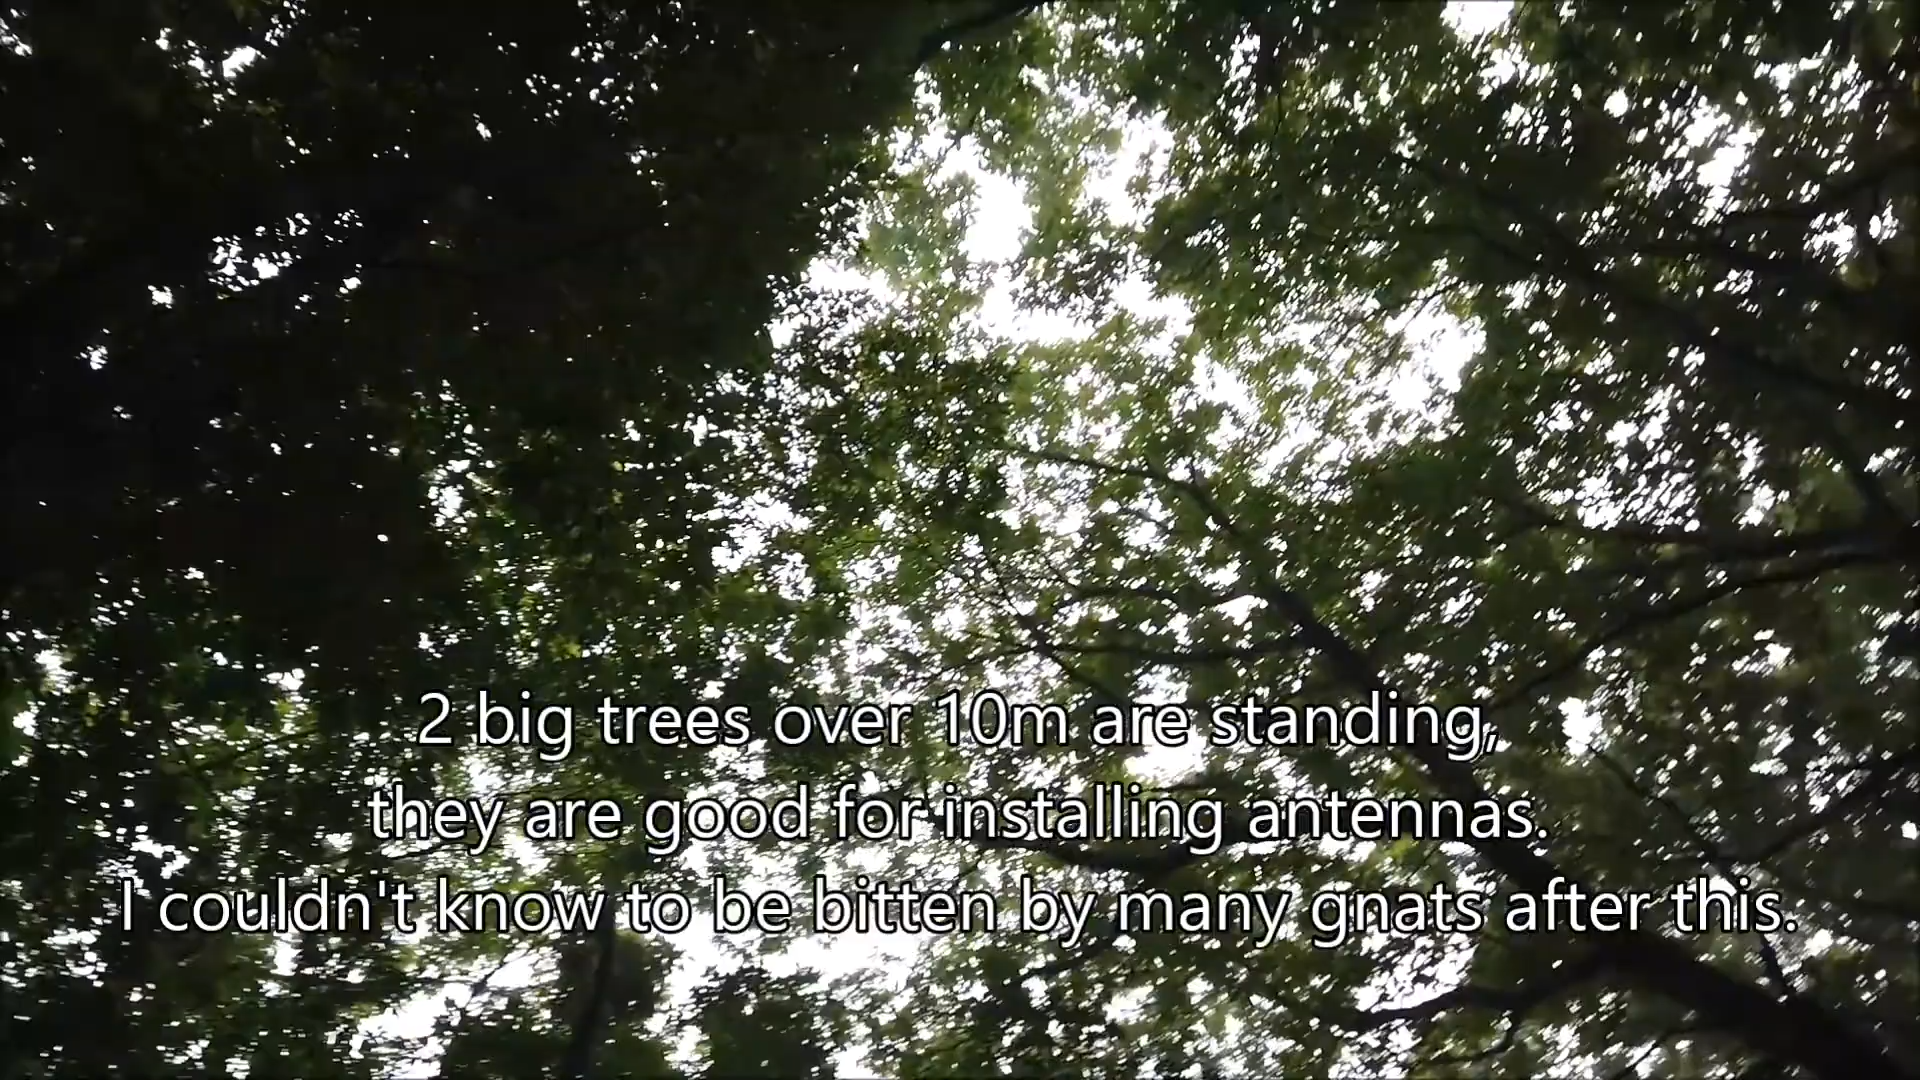 2 big trees over 10m are standing,
they are good for installing antennas.
I couldn't know to be bitten by many gnats after this.